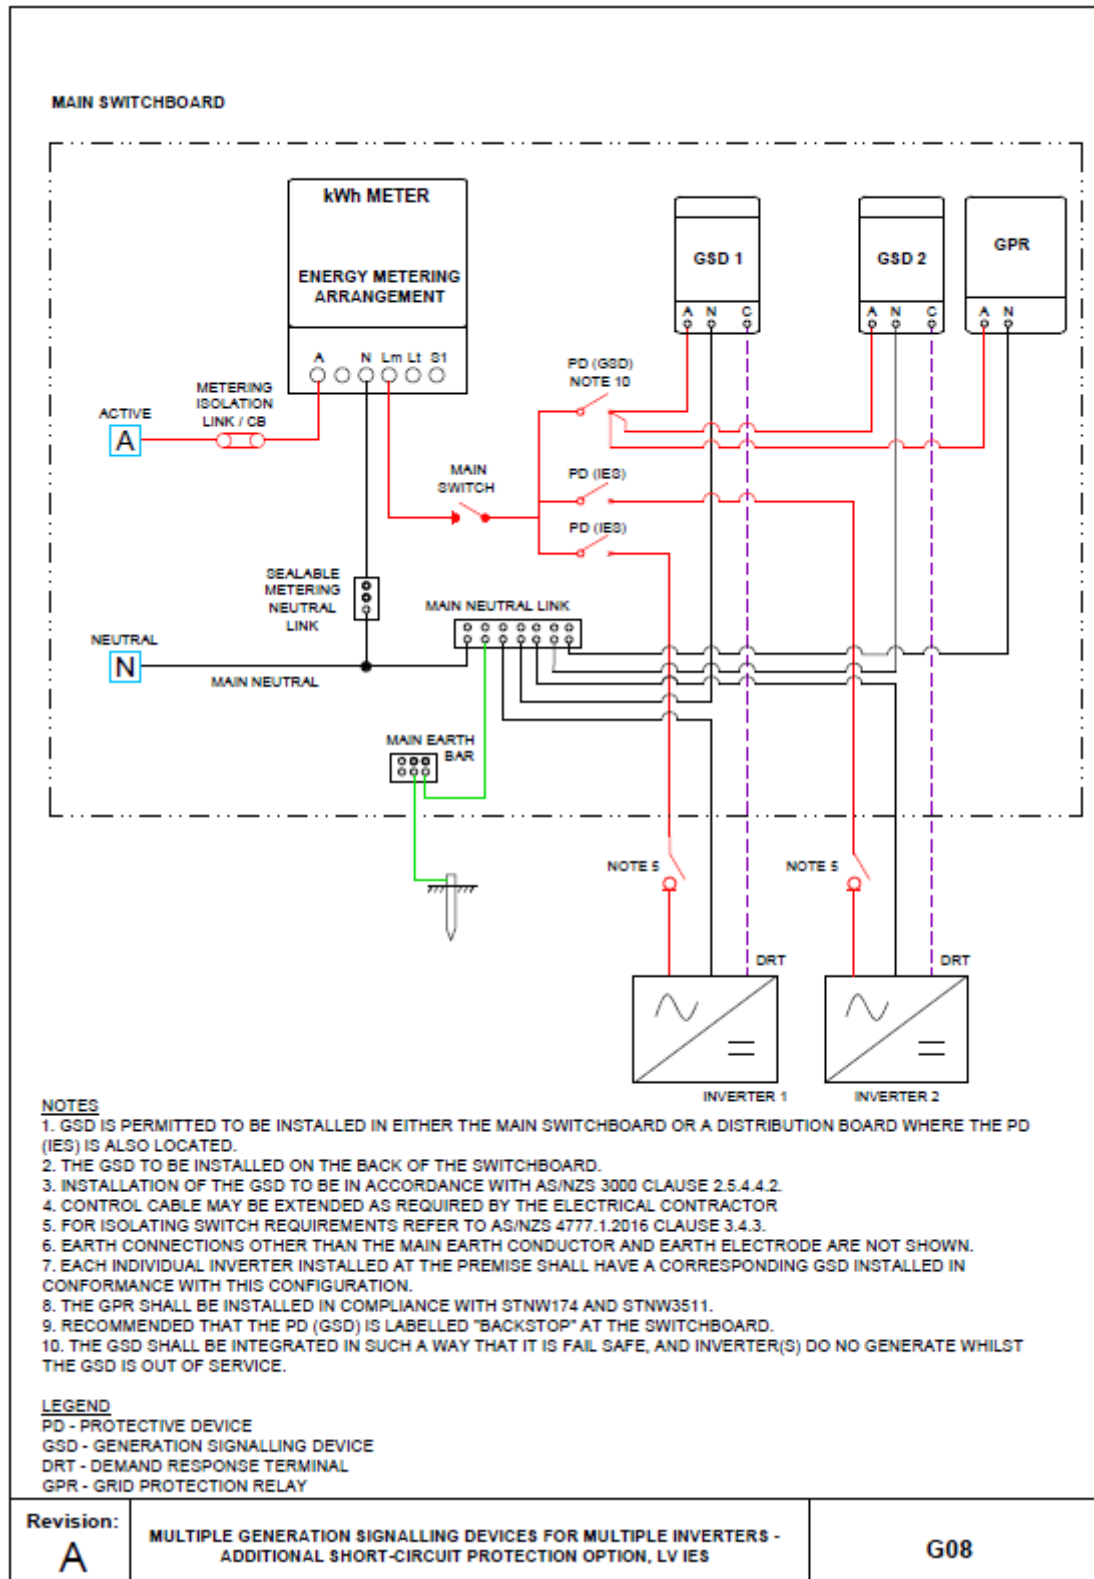 MAIN SWITCHBOARD
kWh METER
ENERGY METERING
ARRANGEMENT
A N Lm Lt S1
GSD 1
A N C
GSD 2
A N C
GPR
A N
PD (GSD)
NOTE 10
METERING
ISOLATION
LINK / CB
ACTIVE
A
MAIN
SWITCH
PD (IES)
PD (IES)
SEALABLE
METERING
NEUTRAL
LINK
MAIN NEUTRAL LINK
NEUTRAL
N
MAIN NEUTRAL
MAIN EARTH
BAR
NOTE 5
NOTE 5
DRT
DRT
INVERTER 1
INVERTER 2
NOTES
1. GSD IS PERMITTED TO BE INSTALLED IN EITHER THE MAIN SWITCHBOARD OR A DISTRIBUTION BOARD WHERE THE PD
(IES) IS ALSO LOCATED.
2. THE GSD TO BE INSTALLED ON THE BACK OF THE SWITCHBOARD.
3. INSTALLATION OF THE GSD TO BE IN ACCORDANCE WITH AS/NZS 3000 CLAUSE 2.5.4.4.2.
4. CONTROL CABLE MAY BE EXTENDED AS REQUIRED BY THE ELECTRICAL CONTRACTOR
5. FOR ISOLATING SWITCH REQUIREMENTS REFER TO AS/NZS 4777.1.2016 CLAUSE 3.4.3.
6. EARTH CONNECTIONS OTHER THAN THE MAIN EARTH CONDUCTOR AND EARTH ELECTRODE ARE NOT SHOWN.
7. EACH INDIVIDUAL INVERTER INSTALLED AT THE PREMISE SHALL HAVE A CORRESPONDING GSD INSTALLED IN
CONFORMANCE WITH THIS CONFIGURATION.
8. THE GPR SHALL BE INSTALLED IN COMPLIANCE WITH STNW174 AND STNW3511.
9. RECOMMENDED THAT THE PD (GSD) IS LABELLED "BACKSTOP" AT THE SWITCHBOARD.
10. THE GSD SHALL BE INTEGRATED IN SUCH A WAY THAT IT IS FAIL SAFE, AND INVERTER(S) DO NO GENERATE WHILST
THE GSD IS OUT OF SERVICE.
LEGEND
PD - PROTECTIVE DEVICE
GSD - GENERATION SIGNALLING DEVICE
DRT - DEMAND RESPONSE TERMINAL
GPR - GRID PROTECTION RELAY
Revision:
A
MULTIPLE GENERATION SIGNALLING DEVICES FOR MULTIPLE INVERTERS -
ADDITIONAL SHORT-CIRCUIT PROTECTION OPTION, LV IES
G08